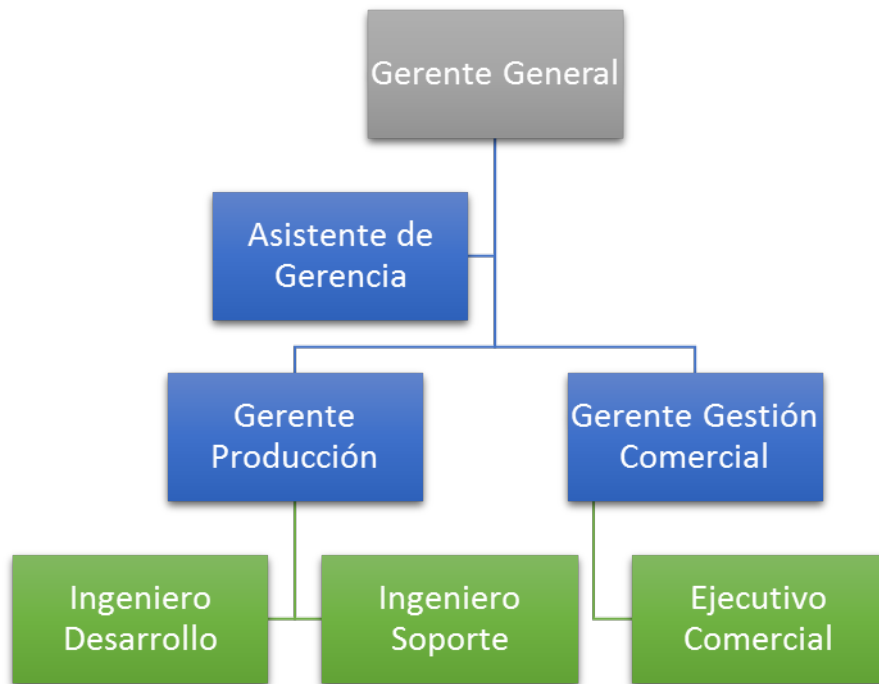 Gerente General
Asistente de
Gerencia
Gerente
Producción
Gerente Gestión
Comercial
Ingeniero
Desarrollo
Ingeniero
Soporte
Ejecutivo
Comercial